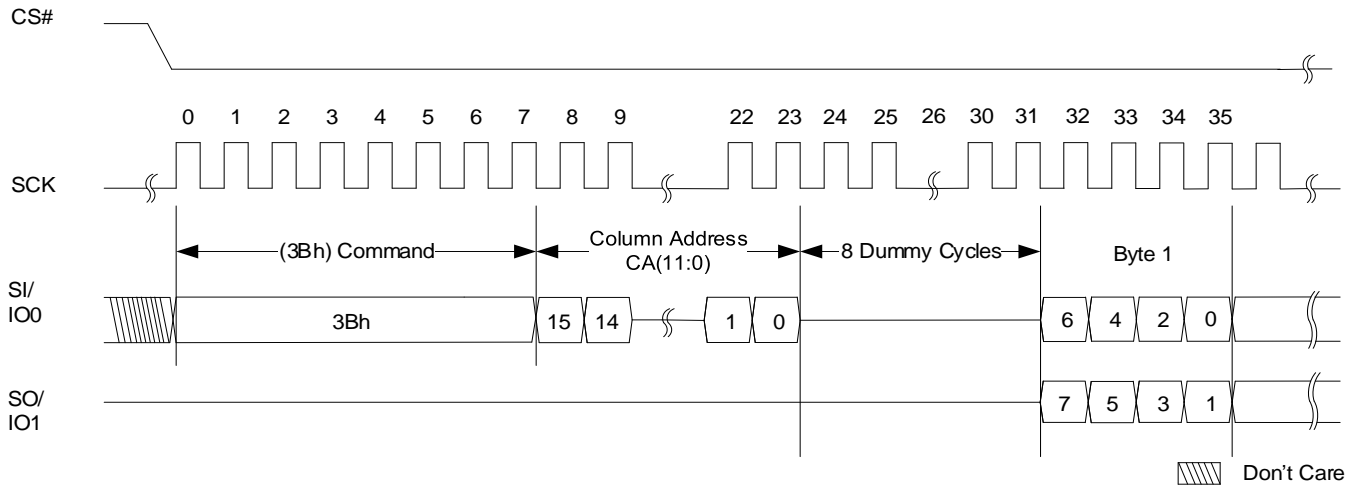 CS#
0 1 2 3 4 5 6 7 8 9 22 23 24 25 26 30 31 32 33 34 35
SCK
(3Bh) Command
Column Address
CA(11:0)
8 Dummy Cycles
Byte 1
SI/
IO0
3Bh
15 14 1 0
6 4 2 0
SO/
IO1
7 5 3 1
Don't Care